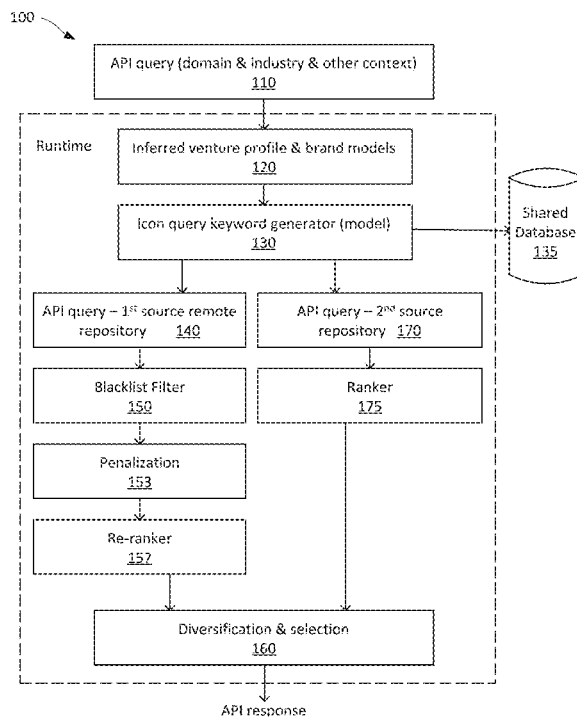 100
API query (domain & industry & other context)
110
Runtime
Inferred venture profile & brand models
120
Icon query keyword generator (model)
130
Shared
Database
135
API query – 1st source remote
repository 140
API query – 2nd source
repository 170
Blacklist Filter
150
Ranker
175
Penalization
153
Re-ranker
157
Diversification & selection
160
API response